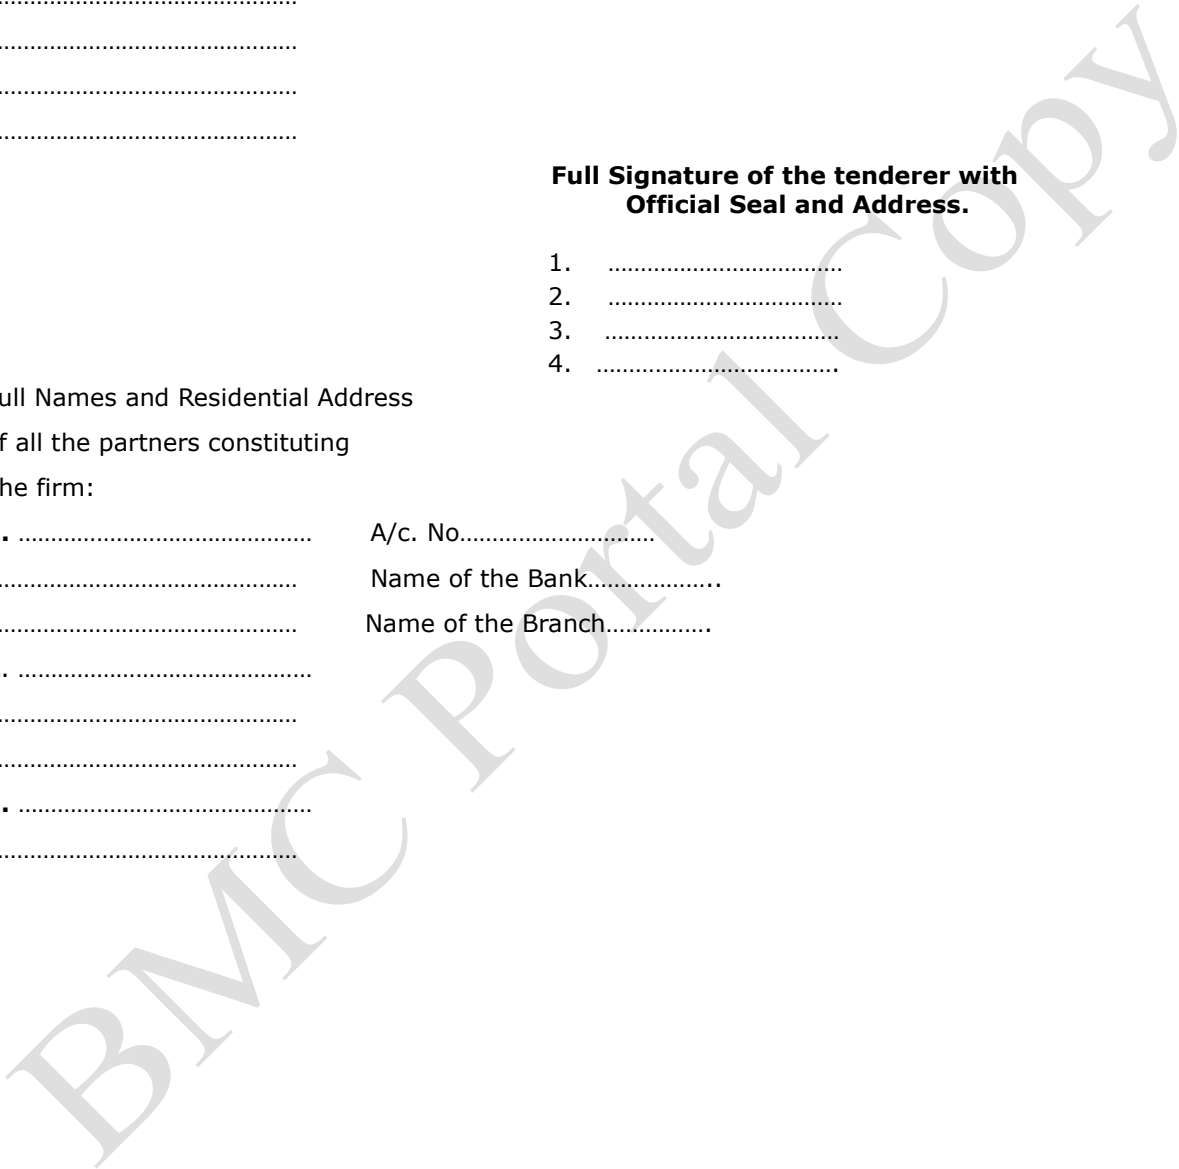 ……………………………………….
……………………………………….
……………………………………….
……………………………………….
Full Signature of the tenderer with
Official Seal and Address.
1. ………………………………
2. ………………………………
3. ………………………………
4. ……………………………….
ull Names and Residential Address
f all the partners constituting
he firm:
. ……………………………………… A/c. No…………………………
………………………………………. Name of the Bank………………..
………………………………………. Name of the Branch…………….
. ………………………………………
……………………………………….
……………………………………….
. ………………………………………
……………………………………….
BMC Portal Copy